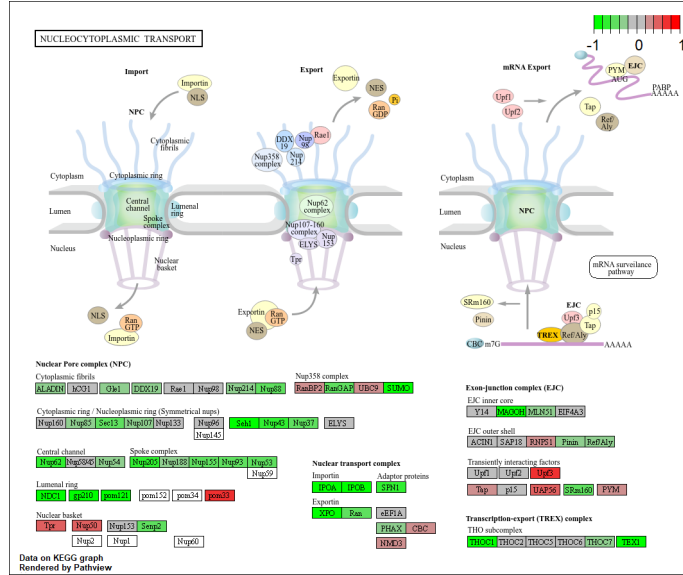 NUCLEOCYTOPLASMIC TRANSPORT
-1 0 1
Import
Importin
NLS
NPC
Cytoplasmic
fibrils
Cytoplasm
Cytoplasmic ring
Lumen
Central
channel
Lumenal
ring
Spoke
complex
Nucleoplasmic ring
Nucleus
Nuclear
basket
NLS
Ran
GTP
Importin
Export
Exportin
NES
Pi
Ran
GDP
DDX
19
Nup
98
Rae1
Nup358
complex
Nup
214
Nup62
complex
Nup107-160
complex
Nup
153
ELYS
Tpr
Exportin
Ran
GTP
NES
mRNA Export
Upf1
Upf2
PYM
EJC
AUG
PABP
AAAAA
Tap
Ref/
Aly
Cytoplasm
Lumen
NPC
Nucleus
mRNA surveilance
pathway
SRm160
Pinin
EJC
Upf3
p15
Tap
TREX
Ref/Aly
CBC m7G
AAAAA
Nuclear Pore complex (NPC)
Cytoplasmic fibrils
ALADIN hCG1 Gle1 DDX19 Rae1 Nup98 Nup214 Nup88
Nup358 complex
RanBP2 RanGAP UBC9 SUMO
Cytoplasmic ring / Nucleoplasmic ring (Symmetrical nups)
Nup160 Nup85 Sec13 Nup107 Nup133 Nup96 Seh1 Nup43 Nup37 ELYS
Nup145
Central channel
Nup62 Nup58/45 Nup54
Spoke complex
Nup205 Nup188 Nup155 Nup93 Nup53
Nup59
Lumenal ring
NDC1 gp210 pom121 pom152 pom34 pom33
Nuclear basket
Tpr Nup50 Nup153 Senp2
Nup2 Nup1 Nup60
Nuclear transport complex
Importin
IPOA IPOB
Adaptor proteins
SPN1
Exportin
XPO Ran
eEF1A
PHAX CBC
NMD3
Exon-junction complex (EJC)
EJC inner core
Y14 MAGOH MLN51 EIF4A3
EJC outer shell
ACIN1 SAP18 RNPS1 Pinin Ref/Aly
Transiently interacting factors
Upf1 Upf2 Upf3
Tap p15 UAP56 SRm160 PYM
Transcription-export (TREX) complex
THO subcomplex
THOC1 THOC2 THOC5 THOC6 THOC7 TEX1
Data on KEGG graph
Rendered by Pathview